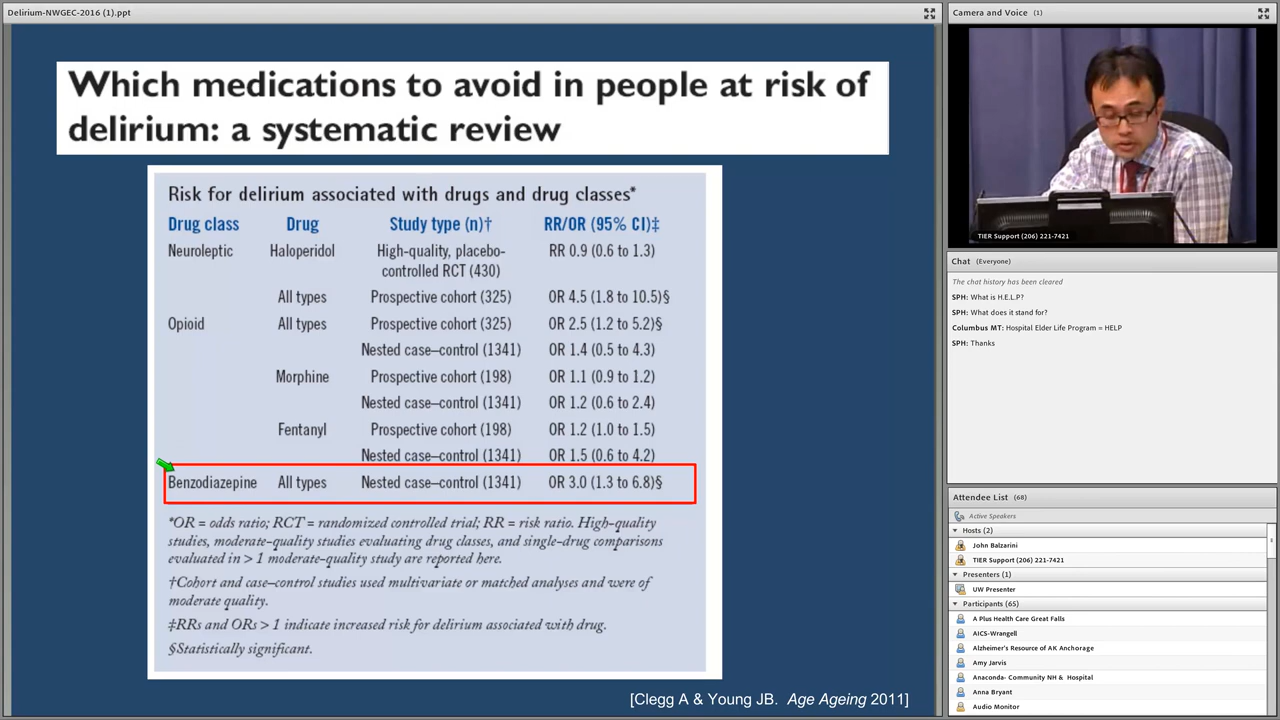 Delirium-NWGEC-2016 (1).ppt
Which medications to avoid in people at risk of
delirium: a systematic review
Risk for delirium associated with drugs and drug classes*
Drug class Drug Study type (n)† RR/OR (95% CI)‡
Neuroleptic Haloperidol High-quality, placebo- RR 0.9 (0.6 to 1.3)
controlled RCT (430)
All types Prospective cohort (325) OR 4.5 (1.8 to 10.5)§
Opioid All types Prospective cohort (325) OR 2.5 (1.2 to 5.2)§
Nested case–control (1341) OR 1.4 (0.5 to 4.3)
Morphine Prospective cohort (198) OR 1.1 (0.9 to 1.2)
Nested case–control (1341) OR 1.2 (0.6 to 2.4)
Fentanyl Prospective cohort (198) OR 1.2 (1.0 to 1.5)
Nested case–control (1341) OR 1.5 (0.6 to 4.2)
Benzodiazepine All types Nested case–control (1341) OR 3.0 (1.3 to 6.8)§
*OR = odds ratio; RCT = randomized controlled trial; RR = risk ratio. High-quality
studies, moderate-quality studies evaluating drug classes, and single-drug comparisons
evaluated in > 1 moderate-quality study are reported here.
†Cohort and case–control studies used multivariate or matched analyses and were of
moderate quality.
‡RRs and ORs > 1 indicate increased risk for delirium associated with drug.
§Statistically significant.
[Clegg A & Young JB. Age Ageing 2011]
Camera and Voice (1)
TIER Support (206) 221-7421
Chat (Everyone)
The chat history has been cleared
SPH: What is H.E.L.P?
SPH: What does it stand for?
Columbus MT: Hospital Elder Life Program = HELP
SPH: Thanks
Attendee List (68)
Active Speakers
Hosts (2)
John Balzarini
TIER Support (206) 221-7421
Presenters (1)
UW Presenter
Participants (65)
A Plus Health Care Great Falls
AICS-Wrangell
Alzheimer's Resource of AK Anchorage
Amy Jarvis
Anaconda- Community NH & Hospital
Anna Bryant
Audio Monitor